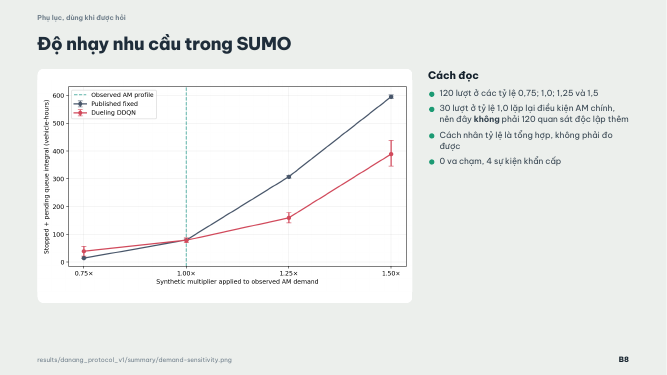 Phụ lục, dùng khi được hỏi
Độ nhạy nhu cầu trong SUMO
Stopped + pending queue integral (vehicle-hours)
600
500
400
300
200
100
0
Observed AM profile
Published fixed
Dueling DDQN
0.75×
1.00×
1.25×
1.50×
Synthetic multiplier applied to observed AM demand
Cách đọc
120 lượt ở các tỷ lệ 0,75; 1,0; 1,25 và 1,5
30 lượt ở tỷ lệ 1,0 lặp lại điều kiện AM chính,
nên đây không phải 120 quan sát độc lập thêm
Cách nhân tỷ lệ là tổng hợp, không phải đo
được
0 va chạm, 4 sự kiện khẩn cấp
results/danang_protocol_v1/summary/demand-sensitivity.png
B8